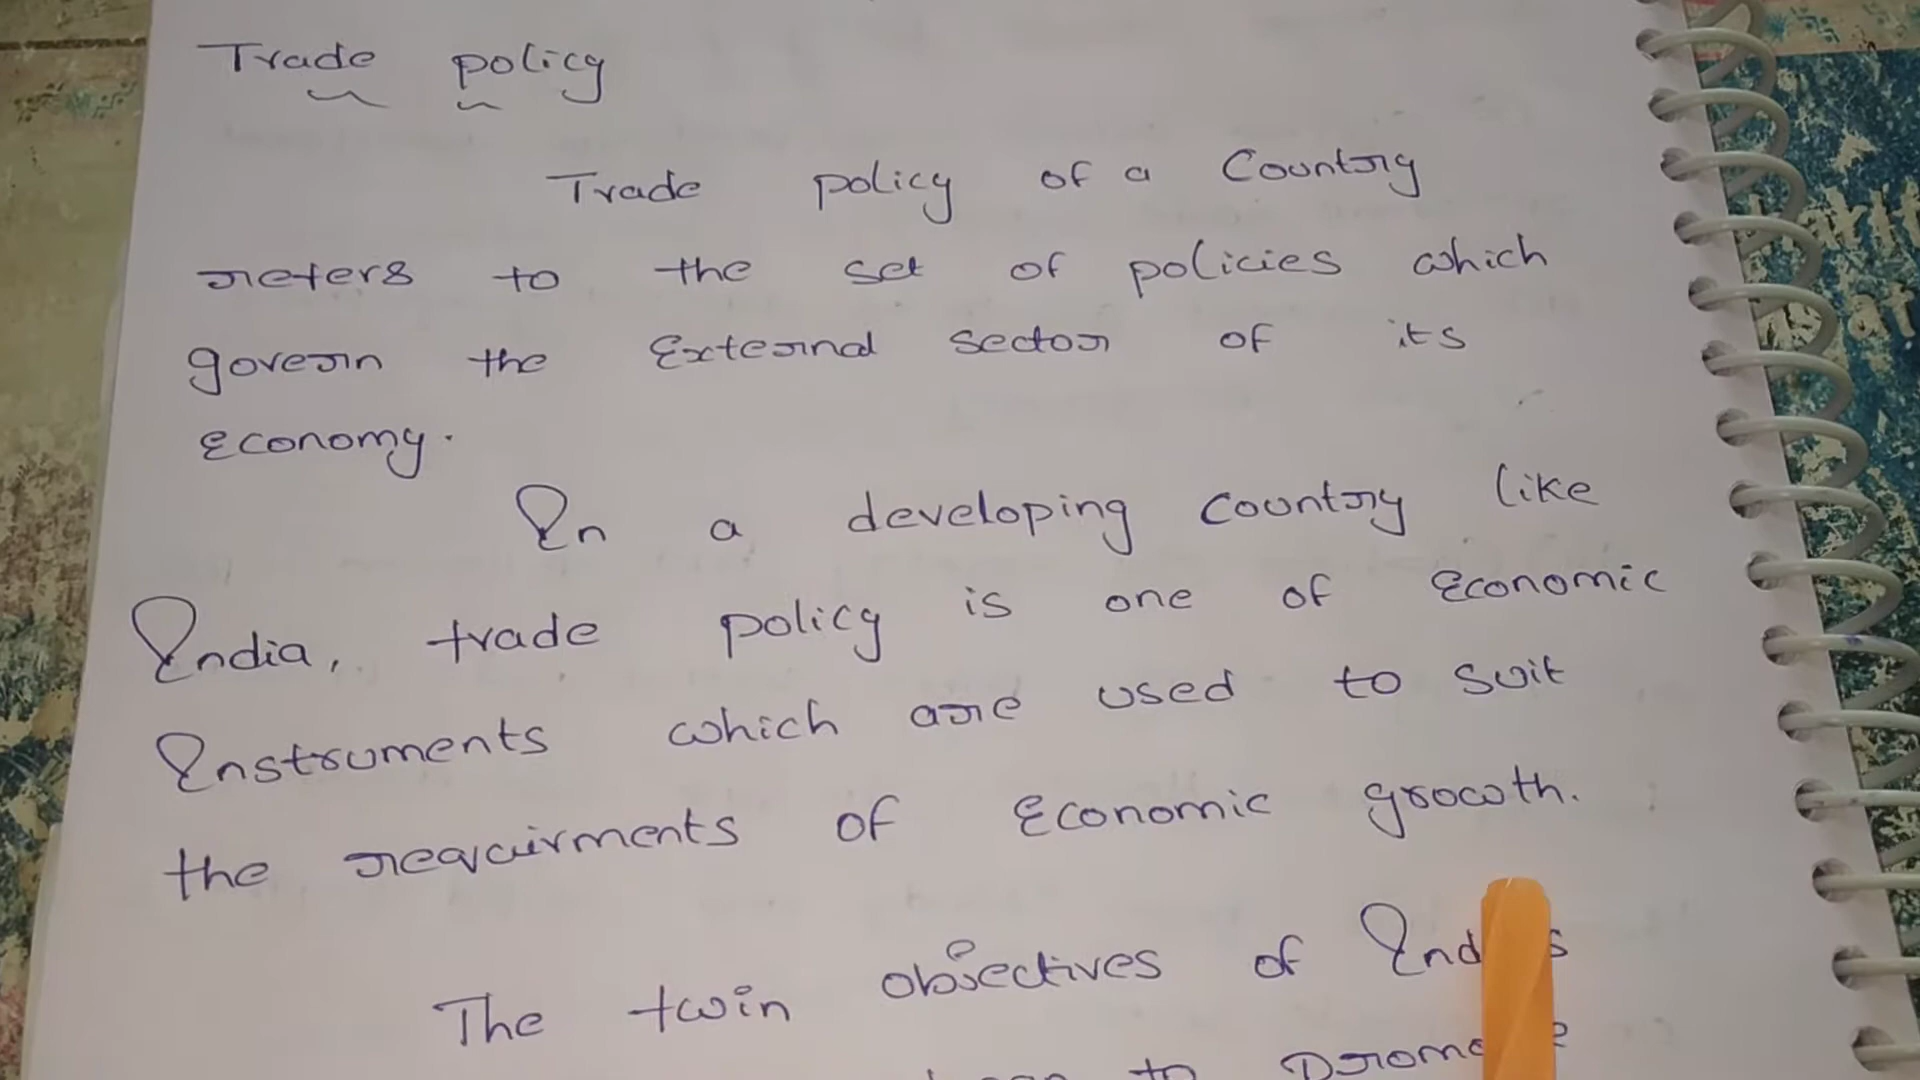 Trade policy
Trade policy of a Country
refers to the set of policies which
govern the External sector of its
Economy.
In a developing country like
India, trade policy is one of Economic
Instruments which are used to suit
the requirments of Economic growth.
The twin objectives of Ind s
to